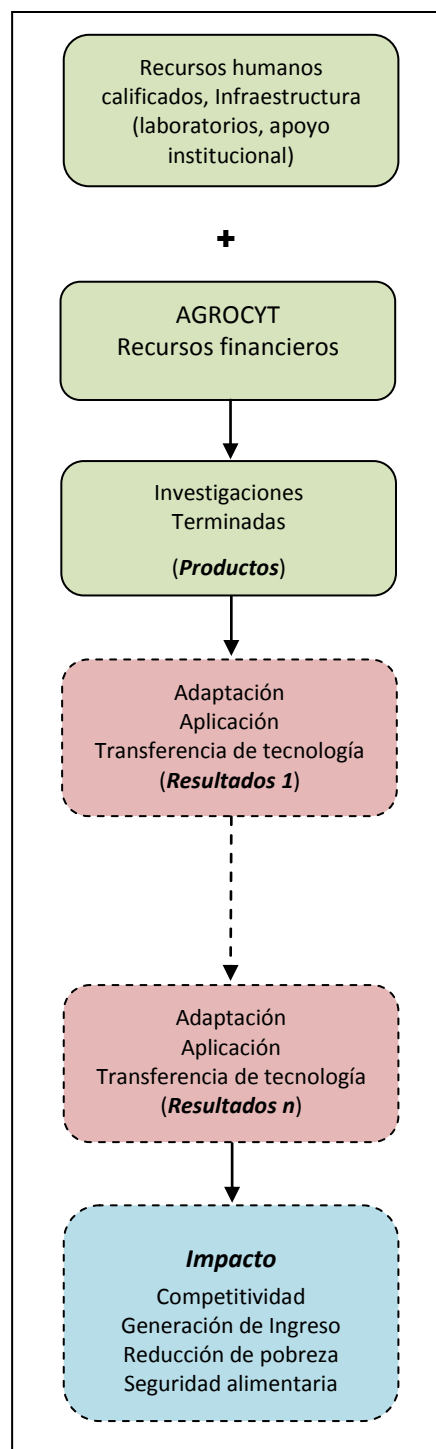 Recursos humanos
calificados, Infraestructura
(laboratorios, apoyo
institucional)
+
AGROCYT
Recursos financieros
Investigaciones
Terminadas
(Productos)
Adaptación
Aplicación
Transferencia de tecnología
(Resultados 1)
Adaptación
Aplicación
Transferencia de tecnología
(Resultados n)
Impacto
Competitividad
Generación de Ingreso
Reducción de pobreza
Seguridad alimentaria